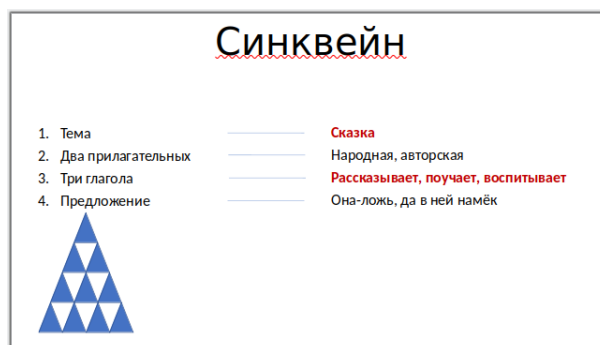 Синквейн
1. Тема Сказка
2. Два прилагательных Народная, авторская
3. Три глагола Рассказывает, поучает, воспитывает
4. Предложение Она-ложь, да в ней намёк